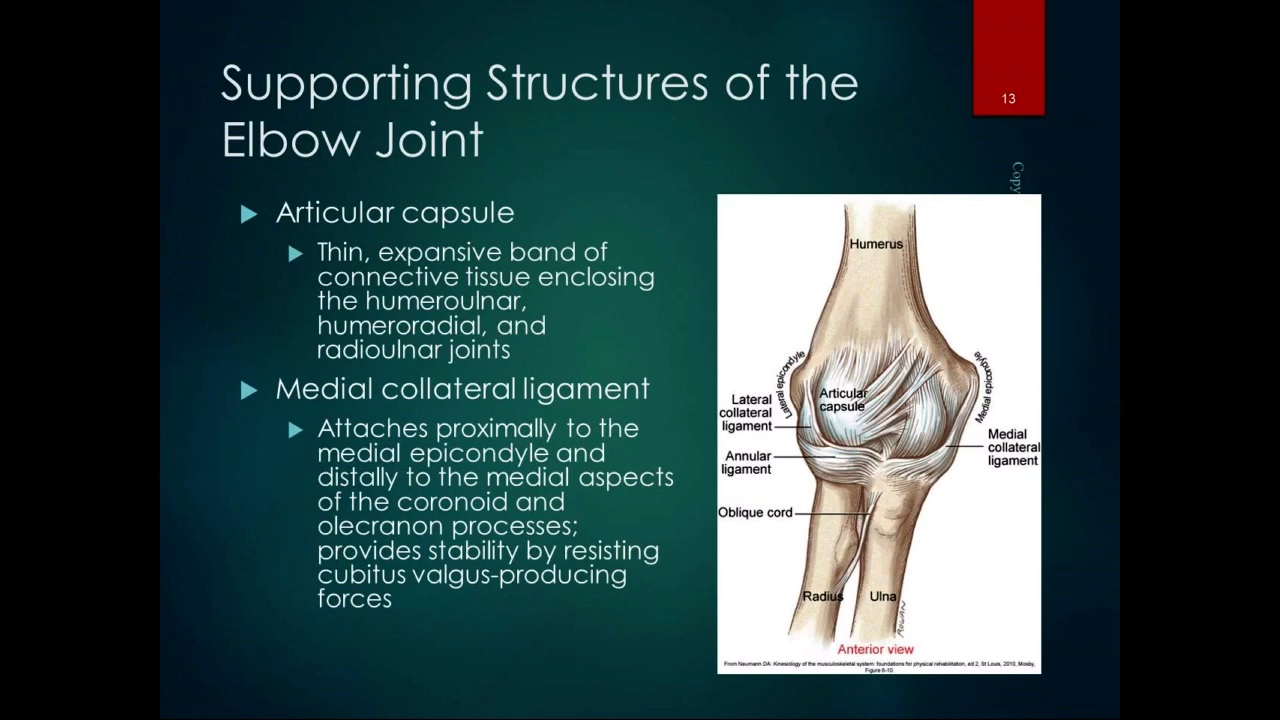 Supporting Structures of the
Elbow Joint
13
Copy
Articular capsule
Thin, expansive band of
connective tissue enclosing
the humeroulnar,
humeroradial, and
radioulnar joints
Medial collateral ligament
Attaches proximally to the
medial epicondyle and
distally to the medial aspects
of the coronoid and
olecranon processes;
provides stability by resisting
cubitus valgus-producing
forces
Humerus
Lateral epicondyle
Medial epicondyle
Articular
capsule
Lateral
collateral
ligament
Medial
collateral
ligament
Annular
ligament
Oblique cord
Radius
Ulna
ROWAN
Anterior view
From Neumann DA: Kinesiology of the musculoskeletal system: foundations for physical rehabilitation, ed 2, St Louis, 2010, Mosby,
Figure 6-10.